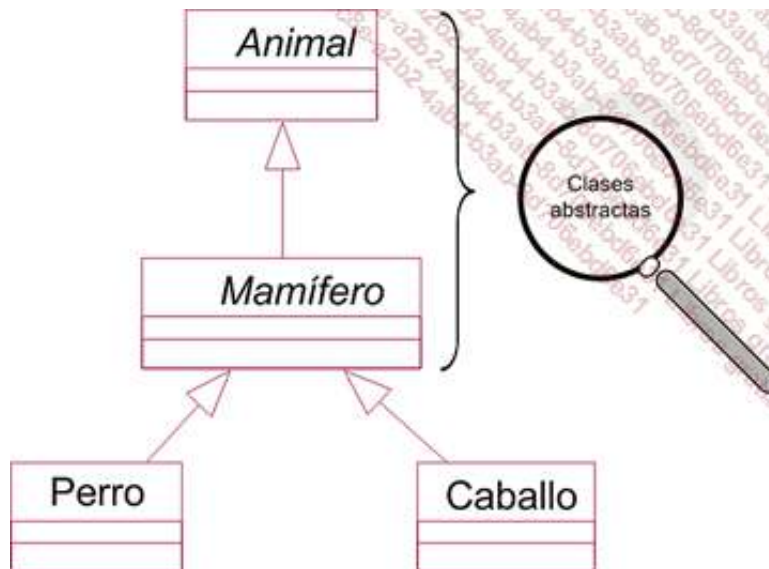 Animal
Clases
abstractas
Mamífero
Perro
Caballo